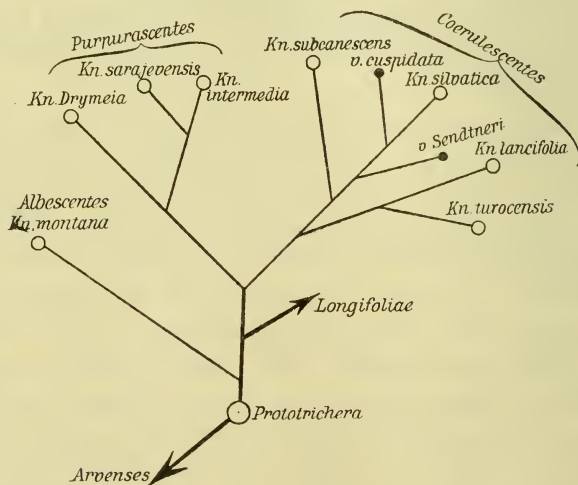 Purpurascentes
Coerulescentes
Kn. sarajevensis
Kn. intermedia
Kn. Drymeia
Kn. subcanescens
v. cuspidata
Kn. silvatica
v Sendtneri
Kn lancifolia
Kn. turocensis
Albescentes
Kn. montana
Longifoliae
Prototrichera
Arvenses